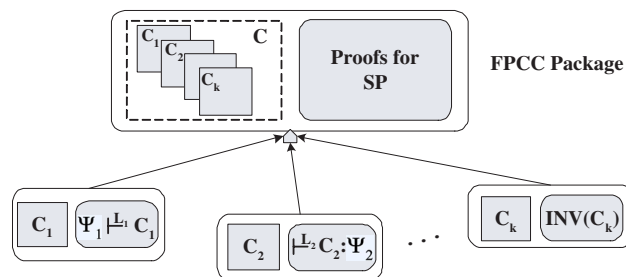 C
C₁
C₂
Cₖ
Proofs for
SP
FPCC Package
C₁ Ψ₁ ⊨L₁ C₁
C₂ ⊨L₂ C₂:Ψ₂
...
Cₖ INV(Cₖ)